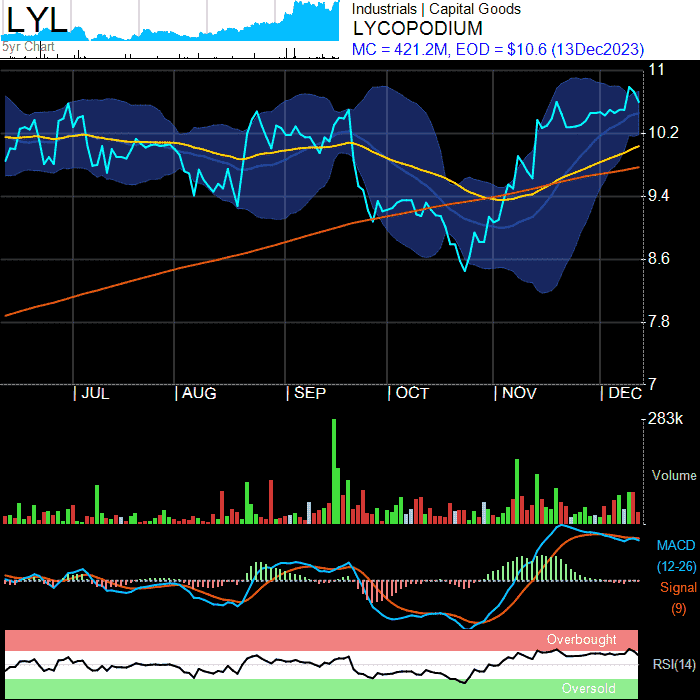 LYL
5yr Chart
Industrials | Capital Goods
LYCOPODIUM
MC = 421.2M, EOD = $10.6 (13Dec2023)
11
10.2
9.4
8.6
7.8
7
| JUL | AUG | SEP | OCT | NOV | DEC
283k
Volume
MACD
(12-26)
Signal
(9)
Overbought
RSI(14)
Oversold